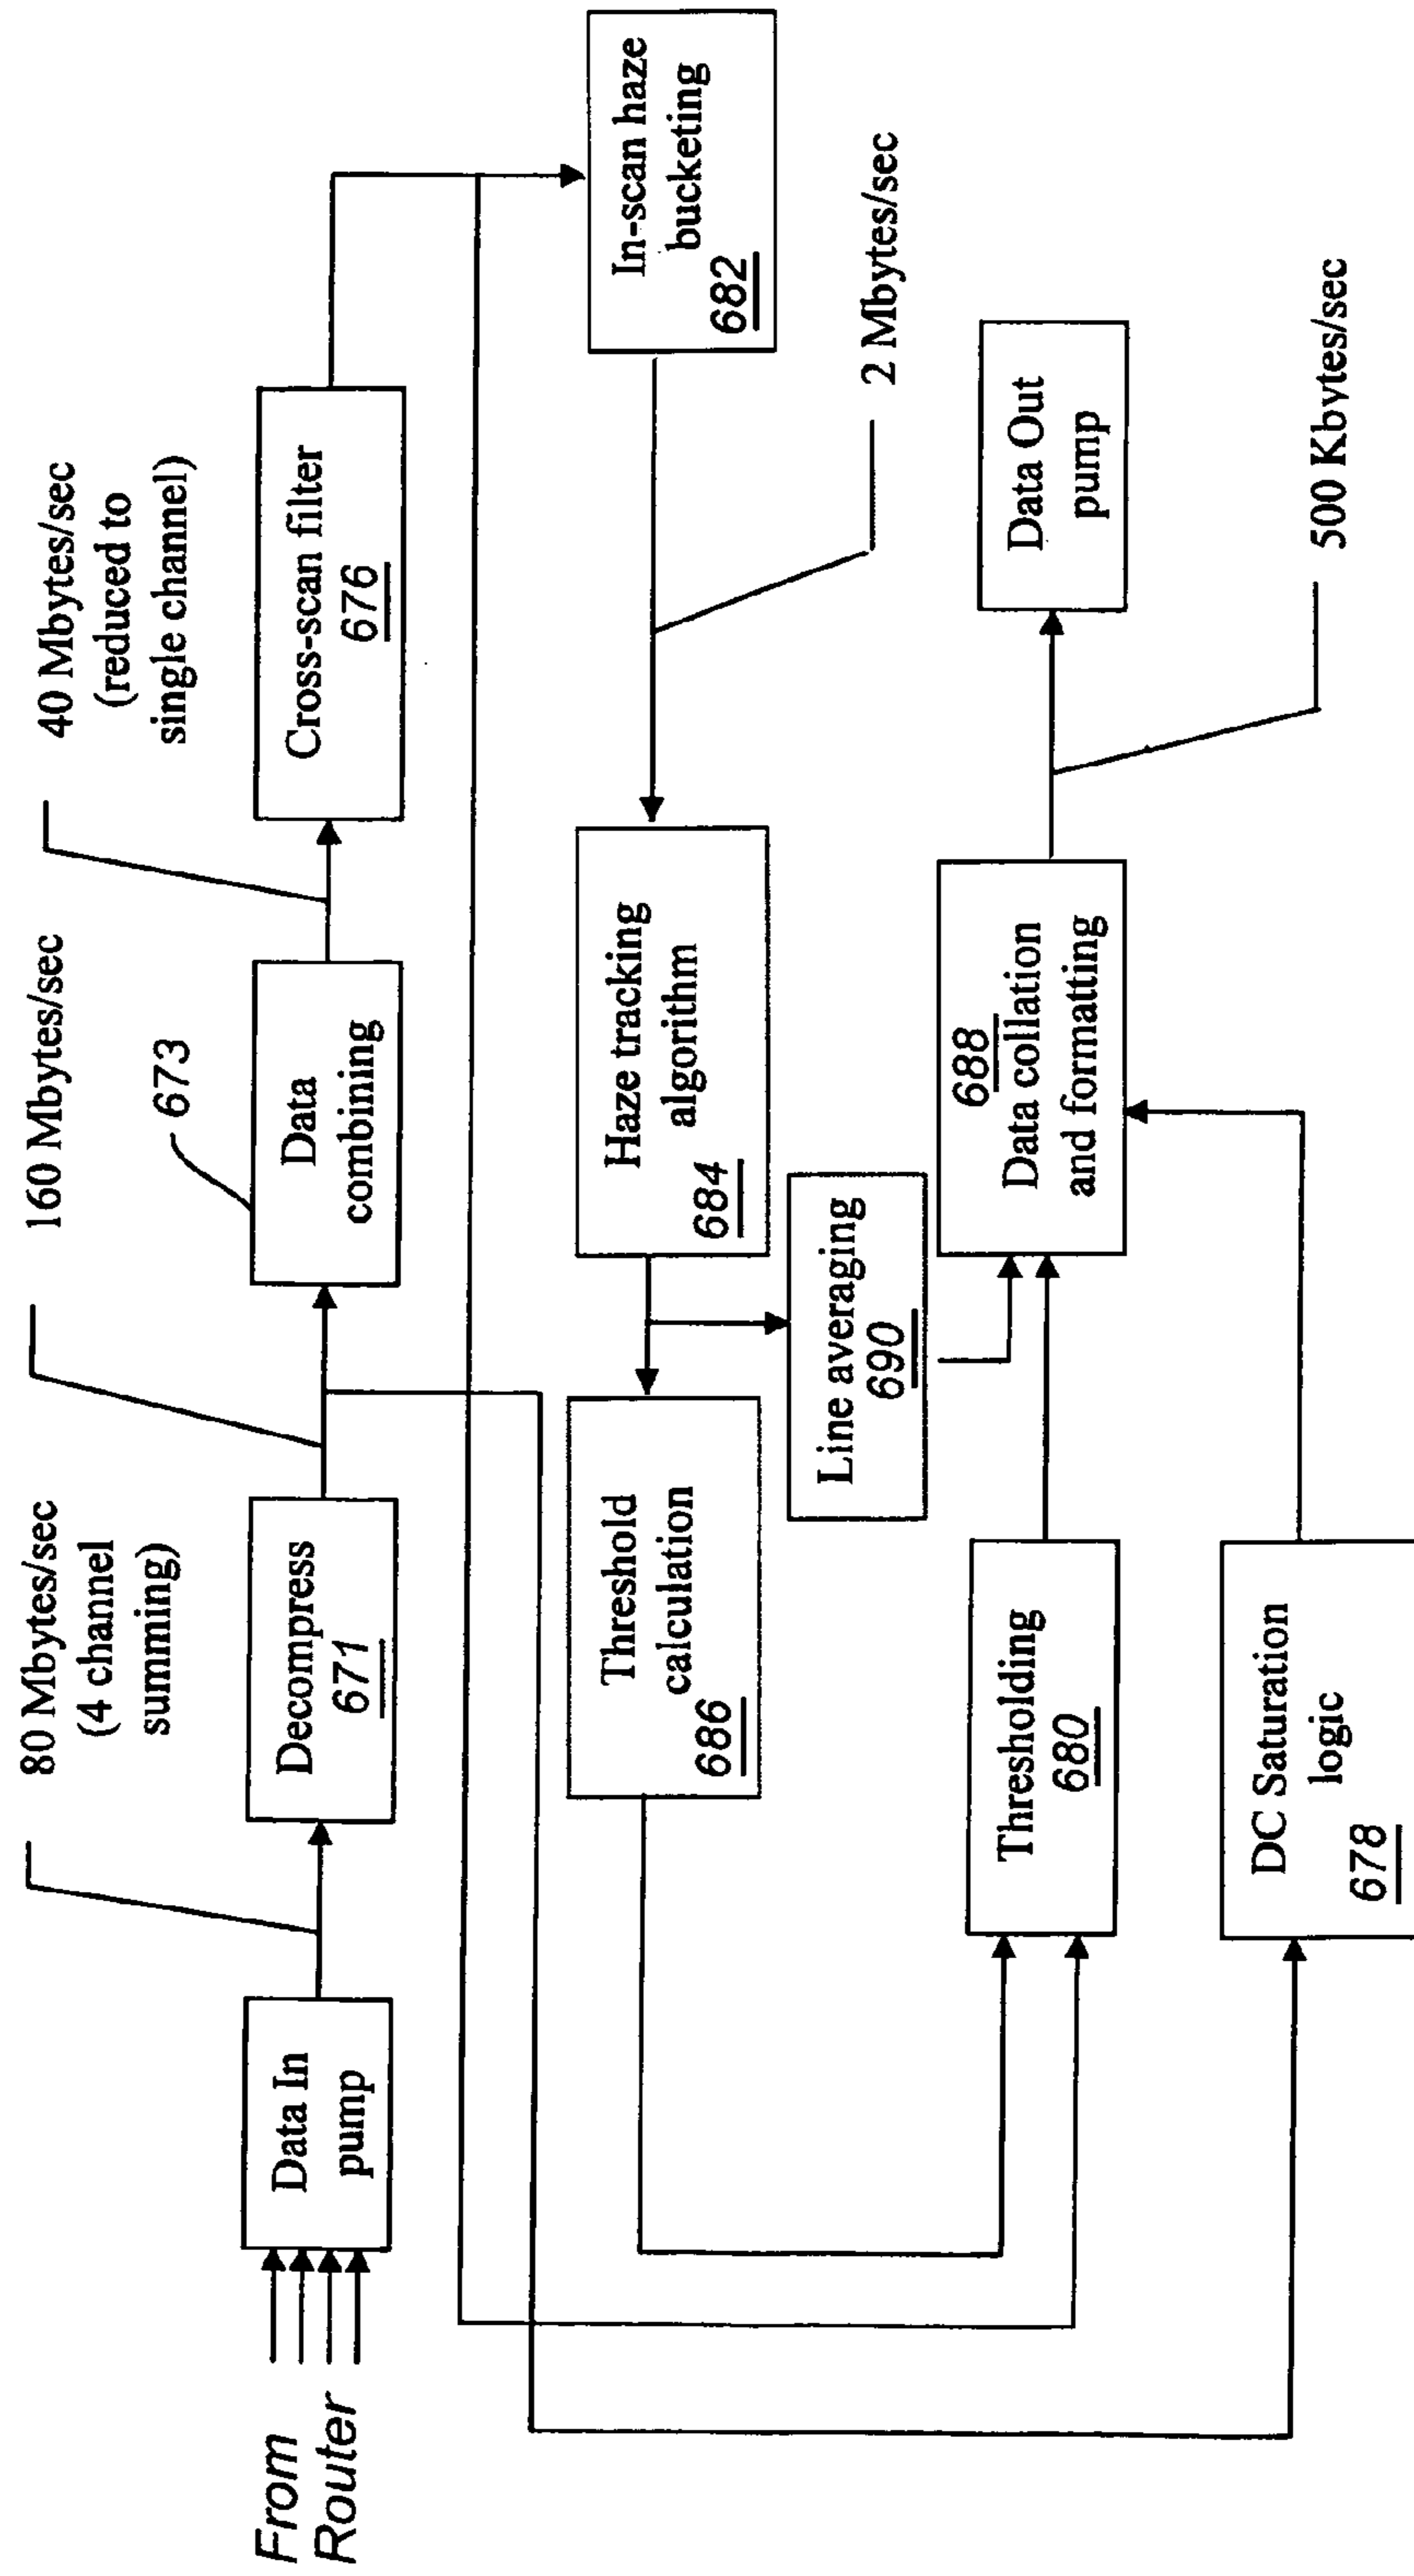 80 Mbytes/sec
(4 channel
summing)
160 Mbytes/sec
40 Mbytes/sec
(reduced to
single channel)
673
From
Router
Data In
pump
Decompress
671
Data
combining
Cross-scan filter
676
In-scan haze
bucketing
682
2 Mbytes/sec
Haze tracking
algorithm
684
Threshold
calculation
686
Line averaging
690
Thresholding
680
688
Data collation
and formatting
Data Out
pump
500 Kbytes/sec
DC Saturation
logic
678